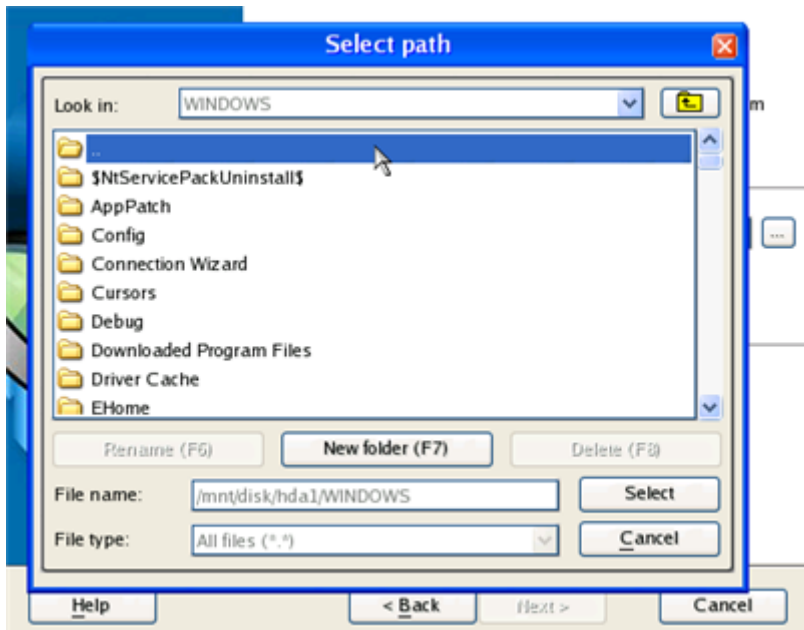 Select path
m
Look in: WINDOWS
..
$NtServicePackUninstall$
AppPatch
Config
Connection Wizard
Cursors
Debug
Downloaded Program Files
Driver Cache
EHome
Rename (F6) New folder (F7) Delete (F8)
File name: /mnt/disk/hda1/WINDOWS Select
File type: All files (*.*) Cancel
...
Help < Back Next > Cancel